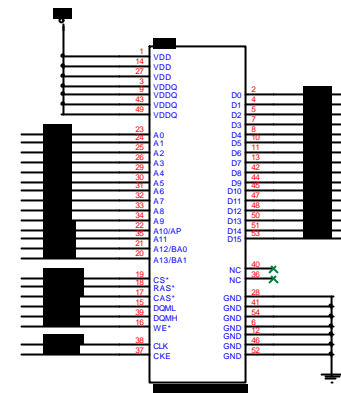 1 VDD
14 VDD
27 VDD
3 VDDQ
9 VDDQ
43 VDDQ
49 VDDQ
23 A0
24 A1
25 A2
26 A3
29 A4
30 A5
31 A6
32 A7
33 A8
34 A9
22 A10/AP
35 A11
21 A12/BA0
20 A13/BA1
19 CS*
18 RAS*
17 CAS*
15 DQML
39 DQMH
16 WE*
38 CLK
37 CKE
D0 2
D1 4
D2 5
D3 7
D4 8
D5 10
D6 11
D7 13
D8 42
D9 44
D10 45
D11 47
D12 48
D13 50
D14 51
D15 53
NC 40
NC 36
GND 28
GND 41
GND 54
GND 6
GND 12
GND 46
GND 52